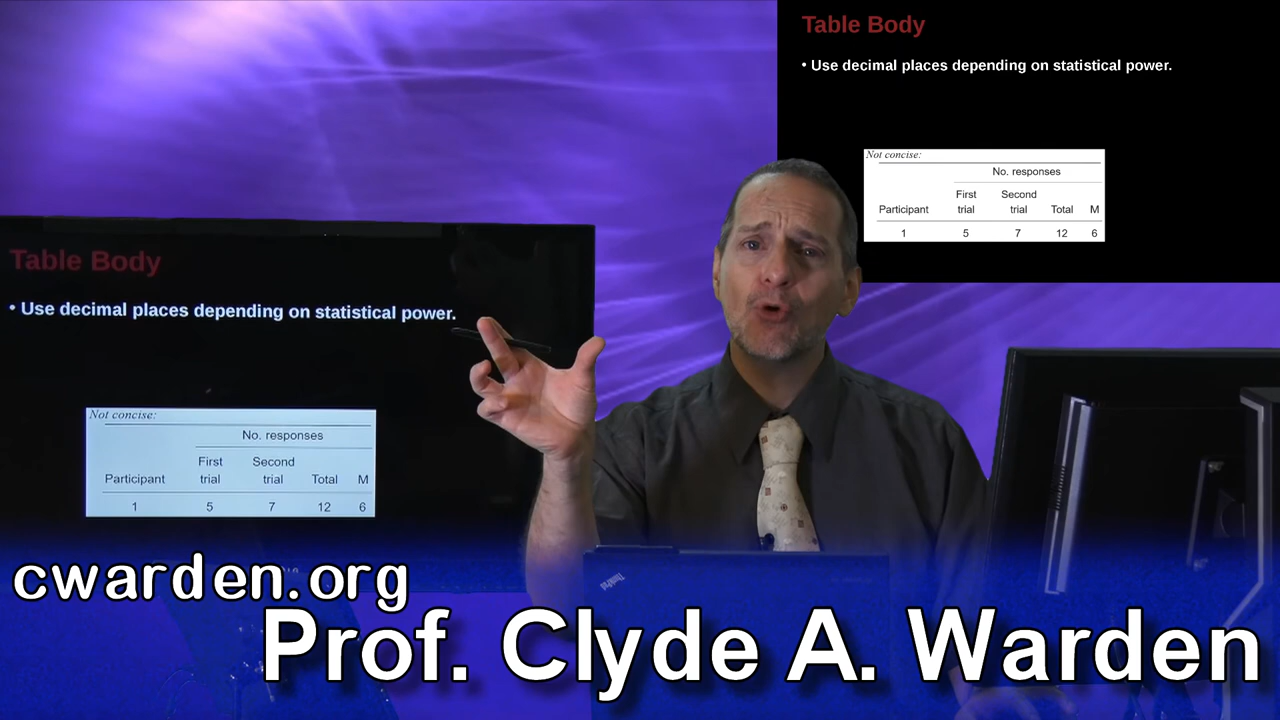 Table Body
• Use decimal places depending on statistical power.
Not concise:
No. responses
First Second
Participant trial trial Total M
1 5 7 12 6
Table Body
• Use decimal places depending on statistical power.
Not concise:
No. responses
First Second
Participant trial trial Total M
1 5 7 12 6
ThinkPad
cwarden.org
Prof. Clyde A. Warden